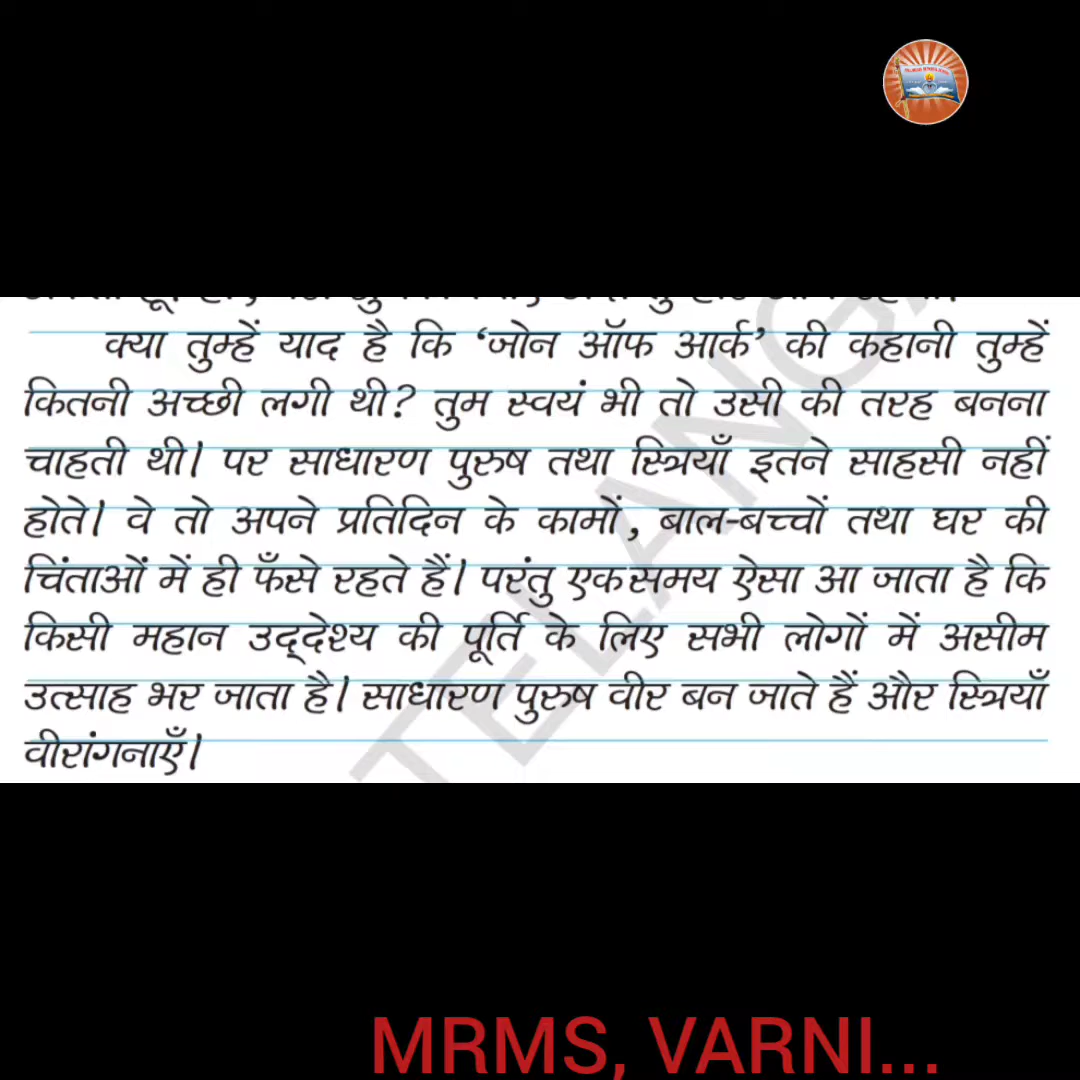 क्या तुम्हें याद है कि ‘जोन ऑफ आर्क’ की कहानी तुम्हें
कितनी अच्छी लगी थी? तुम स्वयं भी तो उसी की तरह बनना
चाहती थी। पर साधारण पुरुष तथा स्त्रियाँ इतने साहसी नहीं
होते। वे तो अपने प्रतिदिन के कामों, बाल-बच्चों तथा घर की
चिंताओं में ही फँसे रहते हैं। परंतु एकसमय ऐसा आ जाता है कि
किसी महान उद्‌देश्य की पूर्ति के लिए सभी लोगों में असीम
उत्साह भर जाता है। साधारण पुरुष वीर बन जाते हैं और स्त्रियाँ
वीरांगनाएँ।
MRMS, VARNI...